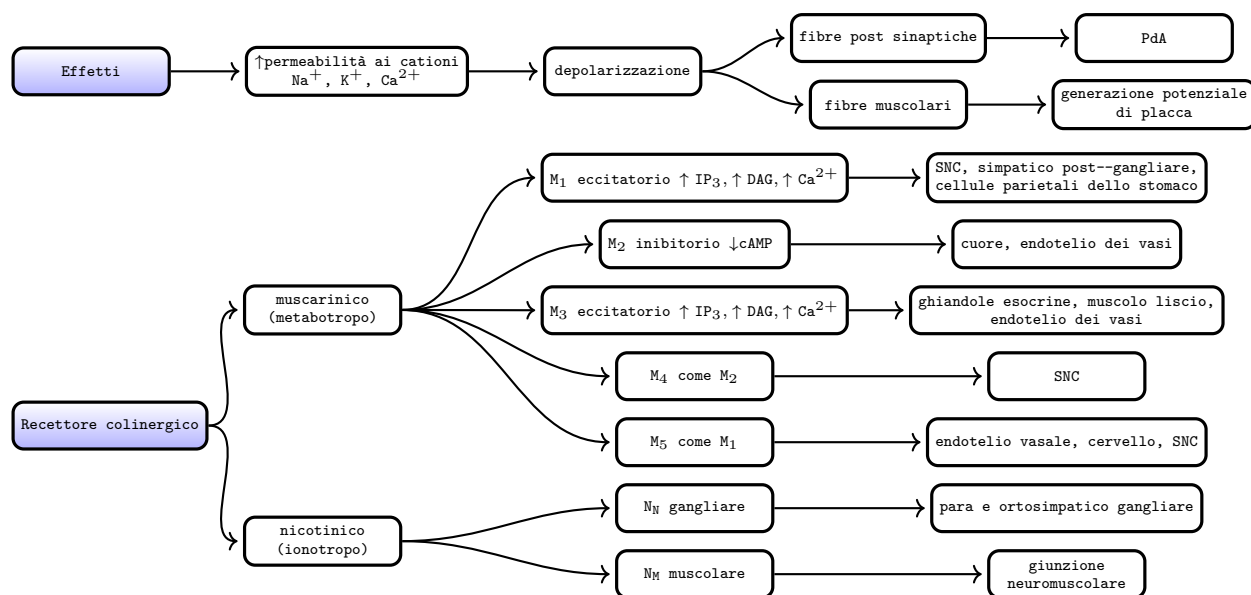 Effetti
↑permeabilità ai cationi
Na⁺, K⁺, Ca²⁺
depolarizzazione
fibre post sinaptiche
PdA
fibre muscolari
generazione potenziale
di placca
Recettore colinergico
muscarinico
(metabotropo)
M₁ eccitatorio ↑ IP₃, ↑ DAG, ↑ Ca²⁺
SNC, simpatico post--gangliare,
cellule parietali dello stomaco
M₂ inibitorio ↓cAMP
cuore, endotelio dei vasi
M₃ eccitatorio ↑ IP₃, ↑ DAG, ↑ Ca²⁺
ghiandole esocrine, muscolo liscio,
endotelio dei vasi
M₄ come M₂
SNC
M₅ come M₁
endotelio vasale, cervello, SNC
nicotinico
(ionotropo)
N_N gangliare
para e ortosimpatico gangliare
N_M muscolare
giunzione
neuromuscolare